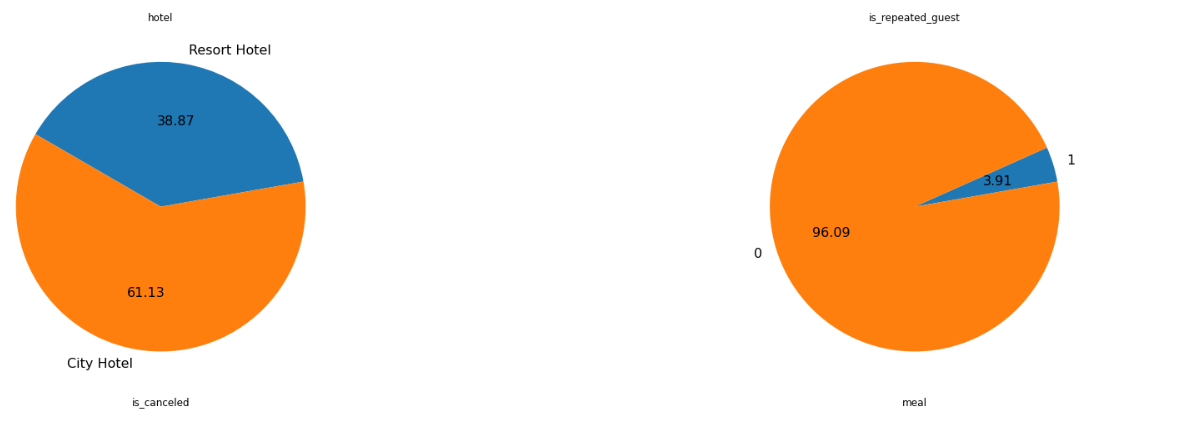 hotel
Resort Hotel
38.87
61.13
City Hotel
is_canceled
is_repeated_guest
1
3.91
96.09
0
meal